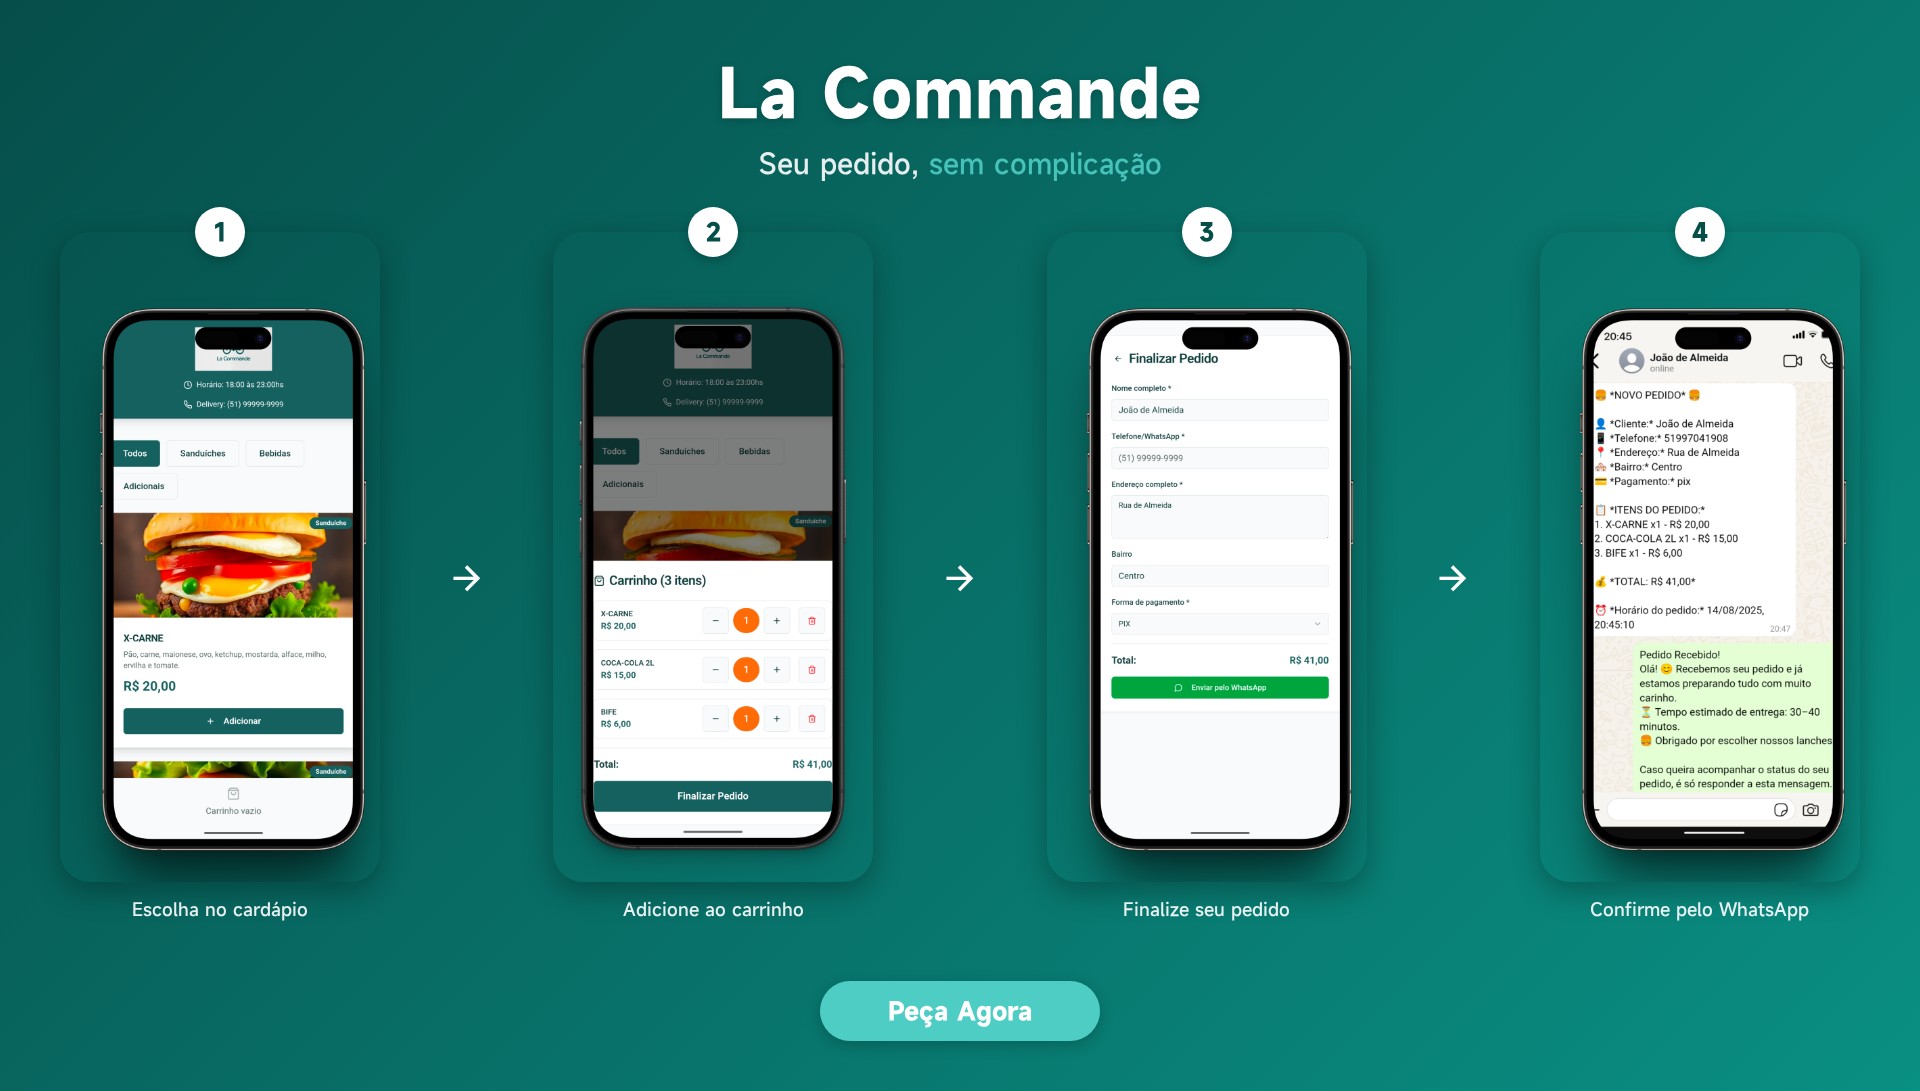 La Commande
Seu pedido, sem complicação
1
La Commande
Horário: 18:00 às 23:00hs
Delivery: (51) 99999-9999
Todos
Sanduíches
Bebidas
Adicionais
Sanduíche
X-CARNE
Pão, carne, maionese, ovo, ketchup, mostarda, alface, milho,
ervilha e tomate.
R$ 20,00
+ Adicionar
Sanduíche
Carrinho vazio
Escolha no cardápio
2
La Commande
Horário: 18:00 às 23:00hs
Delivery: (51) 99999-9999
Todos
Sanduíches
Bebidas
Adicionais
Sanduíche
Carrinho (3 itens)
X-CARNE
R$ 20,00
− 1 +
COCA-COLA 2L
R$ 15,00
− 1 +
BIFE
R$ 6,00
− 1 +
Total: R$ 41,00
Finalizar Pedido
Adicione ao carrinho
3
← Finalizar Pedido
Nome completo *
João de Almeida
Telefone/WhatsApp *
(51) 99999-9999
Endereço completo *
Rua de Almeida
Bairro
Centro
Forma de pagamento *
PIX
Total: R$ 41,00
Enviar pelo WhatsApp
Finalize seu pedido
4
20:45
João de Almeida
online
🍔 *NOVO PEDIDO* 🍔
👤 *Cliente:* João de Almeida
📱 *Telefone:* 51997041908
📍 *Endereço:* Rua de Almeida
🏘️ *Bairro:* Centro
💳 *Pagamento:* pix
📋 *ITENS DO PEDIDO:*
1. X-CARNE x1 - R$ 20,00
2. COCA-COLA 2L x1 - R$ 15,00
3. BIFE x1 - R$ 6,00
💰 *TOTAL: R$ 41,00*
⏰ *Horário do pedido:* 14/08/2025,
20:45:10
20:47
Pedido Recebido!
Olá! 😊 Recebemos seu pedido e já
estamos preparando tudo com muito
carinho.
⏳ Tempo estimado de entrega: 30–40
minutos.
🍔 Obrigado por escolher nossos lanches
Caso queira acompanhar o status do seu
pedido, é só responder a esta mensagem.
Confirme pelo WhatsApp
Peça Agora